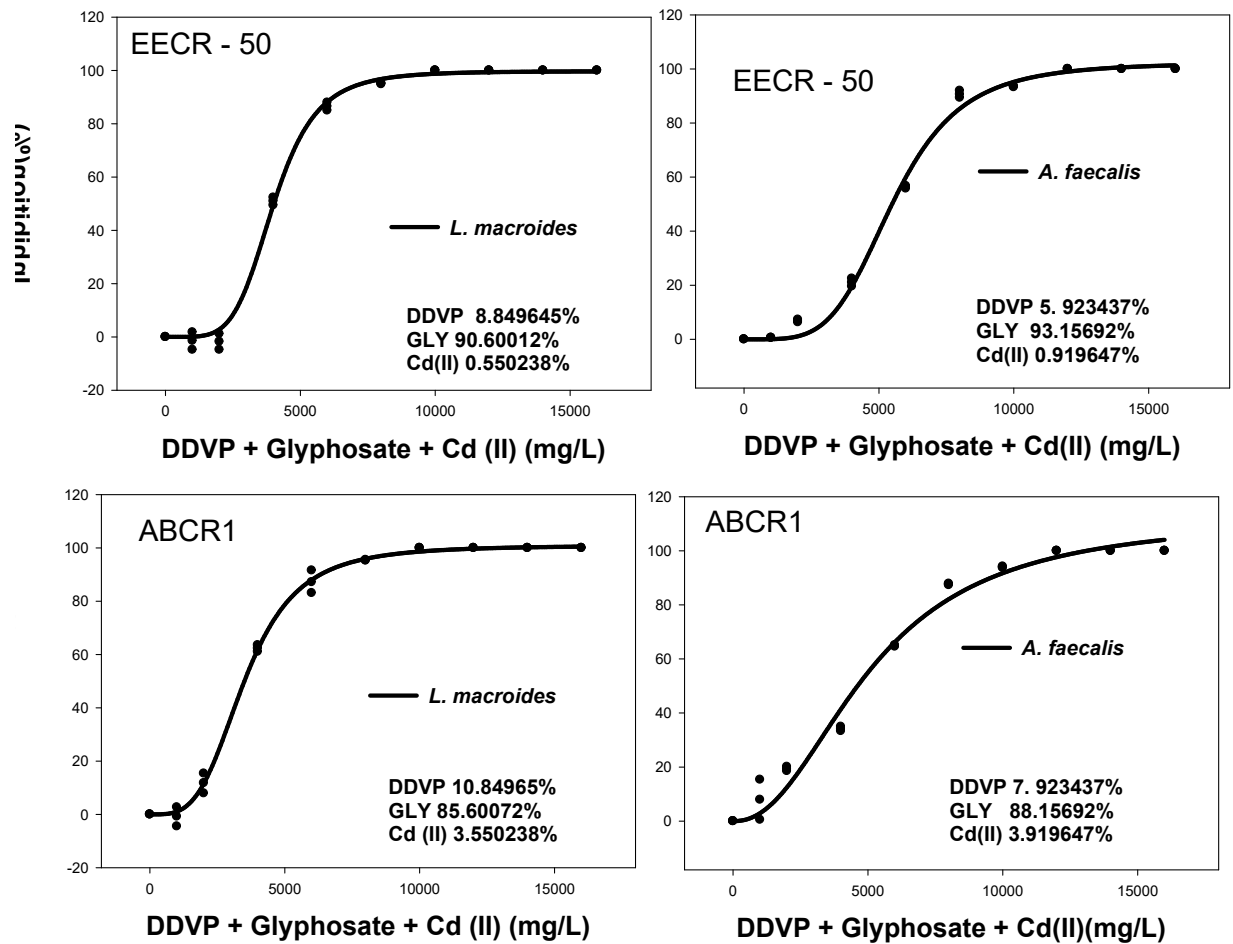 EECR - 50
120
100
80
60
40
20
0
-20
L. macroides
DDVP 8.849645%
GLY 90.60012%
Cd(II) 0.550238%
0 5000 10000 15000
DDVP + Glyphosate + Cd (II) (mg/L)
EECR - 50
120
100
80
60
40
20
0
A. faecalis
DDVP 5. 923437%
GLY 93.15692%
Cd(II) 0.919647%
0 5000 10000 15000
DDVP + Glyphosate + Cd(II) (mg/L)
ABCR1
120
100
80
60
40
20
0
-20
L. macroides
DDVP 10.84965%
GLY 85.60072%
Cd (II) 3.550238%
0 5000 10000 15000
DDVP + Glyphosate + Cd (II) (mg/L)
ABCR1
120
100
80
60
40
20
0
A. faecalis
DDVP 7. 923437%
GLY 88.15692%
Cd(II) 3.919647%
0 5000 10000 15000
DDVP + Glyphosate + Cd(II)(mg/L)